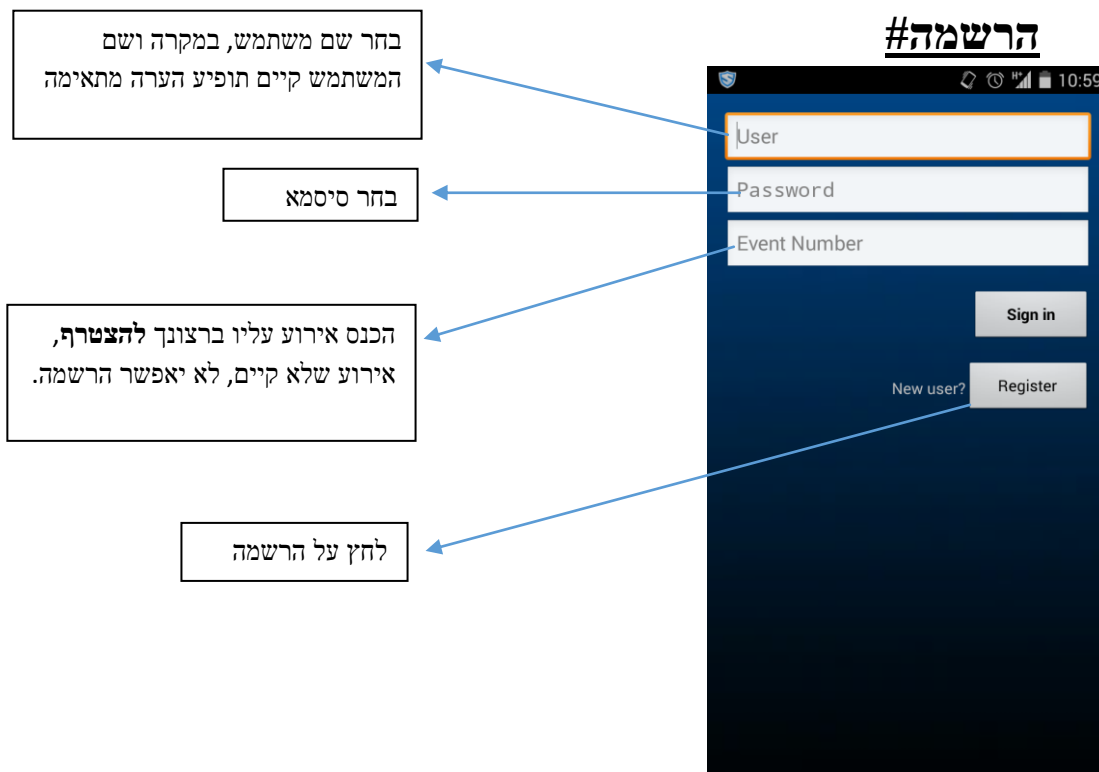 הרשמה#
בחר שם משתמש, במקרה ושם
המשתמש קיים תופיע הערה מתאימה
בחר סיסמא
הכנס אירוע עליו ברצונך להצטרף,
אירוע שלא קיים, לא יאפשר הרשמה.
לחץ על הרשמה
10:59
User
Password
Event Number
Sign in
New user? Register